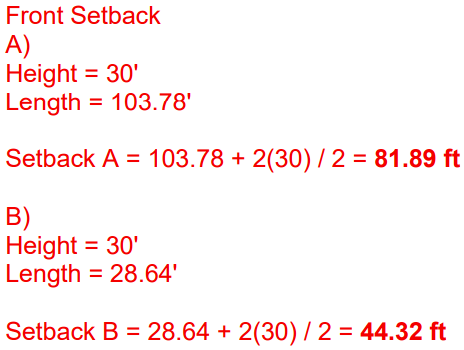 Front Setback
A)
Height = 30'
Length = 103.78'
Setback A = 103.78 + 2(30) / 2 = 81.89 ft
B)
Height = 30'
Length = 28.64'
Setback B = 28.64 + 2(30) / 2 = 44.32 ft